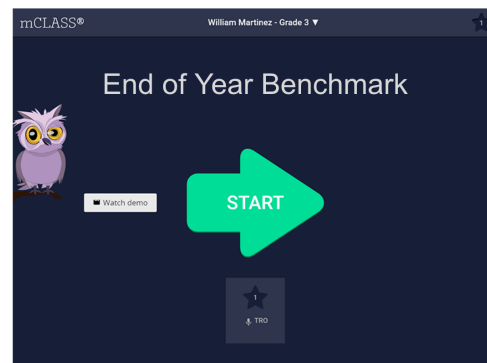 mCLASS®
William Martinez - Grade 3 ▼
1
End of Year Benchmark
Watch demo
START
1
TRO